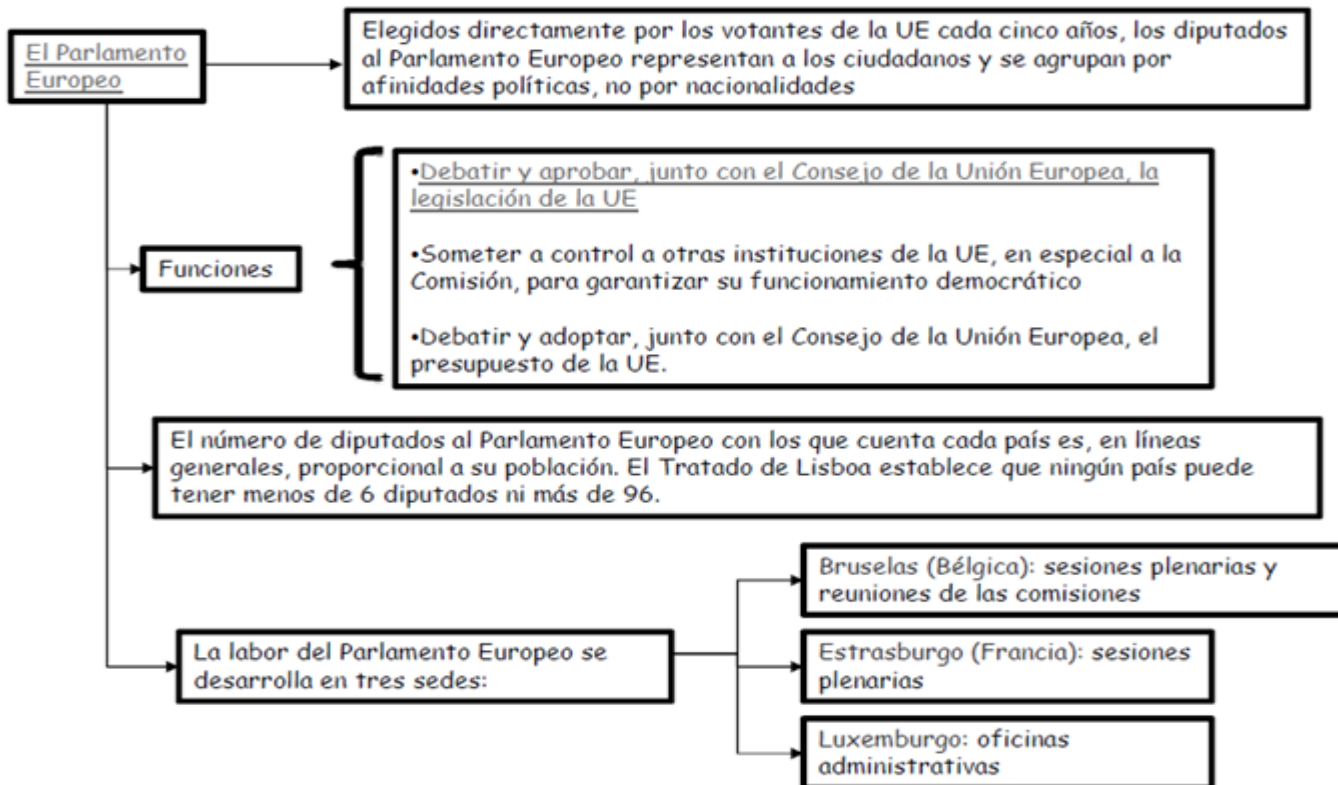 El Parlamento
Europeo
Elegidos directamente por los votantes de la UE cada cinco años, los diputados
al Parlamento Europeo representan a los ciudadanos y se agrupan por
afinidades políticas, no por nacionalidades
•Debatir y aprobar, junto con el Consejo de la Unión Europea, la
legislación de la UE
Funciones
•Someter a control a otras instituciones de la UE, en especial a la
Comisión, para garantizar su funcionamiento democrático
•Debatir y adoptar, junto con el Consejo de la Unión Europea, el
presupuesto de la UE.
El número de diputados al Parlamento Europeo con los que cuenta cada país es, en líneas
generales, proporcional a su población. El Tratado de Lisboa establece que ningún país puede
tener menos de 6 diputados ni más de 96.
La labor del Parlamento Europeo se
desarrolla en tres sedes:
Bruselas (Bélgica): sesiones plenarias y
reuniones de las comisiones
Estrasburgo (Francia): sesiones
plenarias
Luxemburgo: oficinas
administrativas